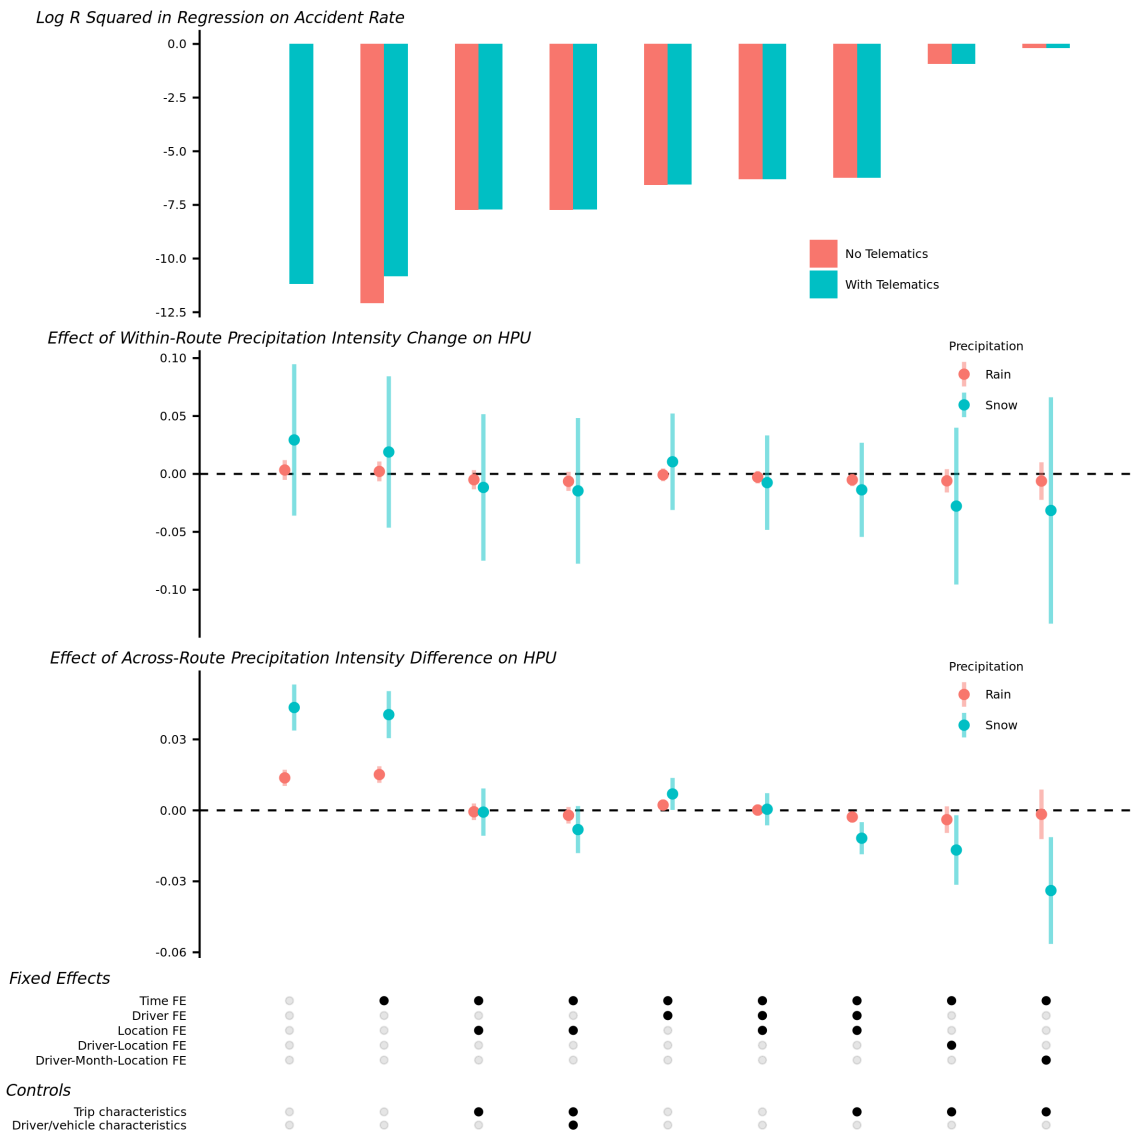 Log R Squared in Regression on Accident Rate
0.0
-2.5
-5.0
-7.5
-10.0
-12.5
No Telematics
With Telematics
Effect of Within-Route Precipitation Intensity Change on HPU
0.10
0.05
0.00
-0.05
-0.10
Precipitation
Rain
Snow
Effect of Across-Route Precipitation Intensity Difference on HPU
0.03
0.00
-0.03
-0.06
Precipitation
Rain
Snow
Fixed Effects
Time FE
Driver FE
Location FE
Driver-Location FE
Driver-Month-Location FE
Controls
Trip characteristics
Driver/vehicle characteristics